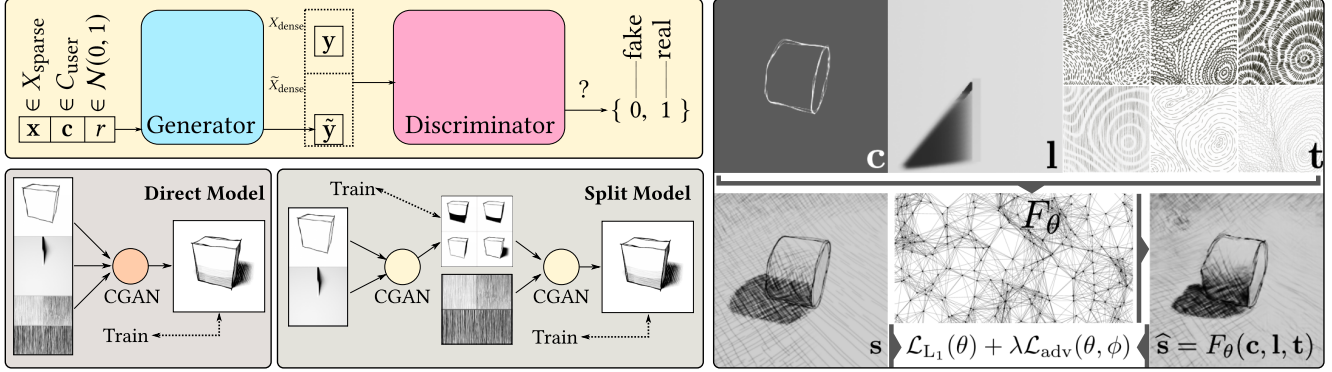 ∈ X_sparse
∈ C_user
∈ 𝒩(0, 1)
x c r
Generator
X_dense
y
X̃_dense
ỹ
Discriminator
?
fake
real
{ 0, 1 }
Direct Model
CGAN
Train
Split Model
Train
CGAN
CGAN
Train
c
l
t
F_θ
s
ℒ_L₁(θ) + λℒ_adv(θ, ϕ)
ŝ = F_θ(c, l, t)